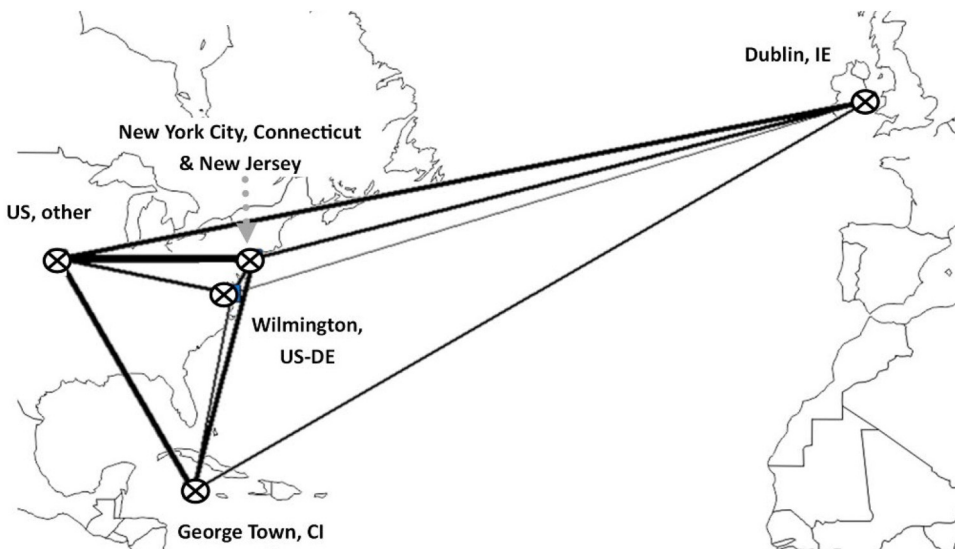 Dublin, IE
New York City, Connecticut
& New Jersey
US, other
Wilmington,
US-DE
George Town, CI